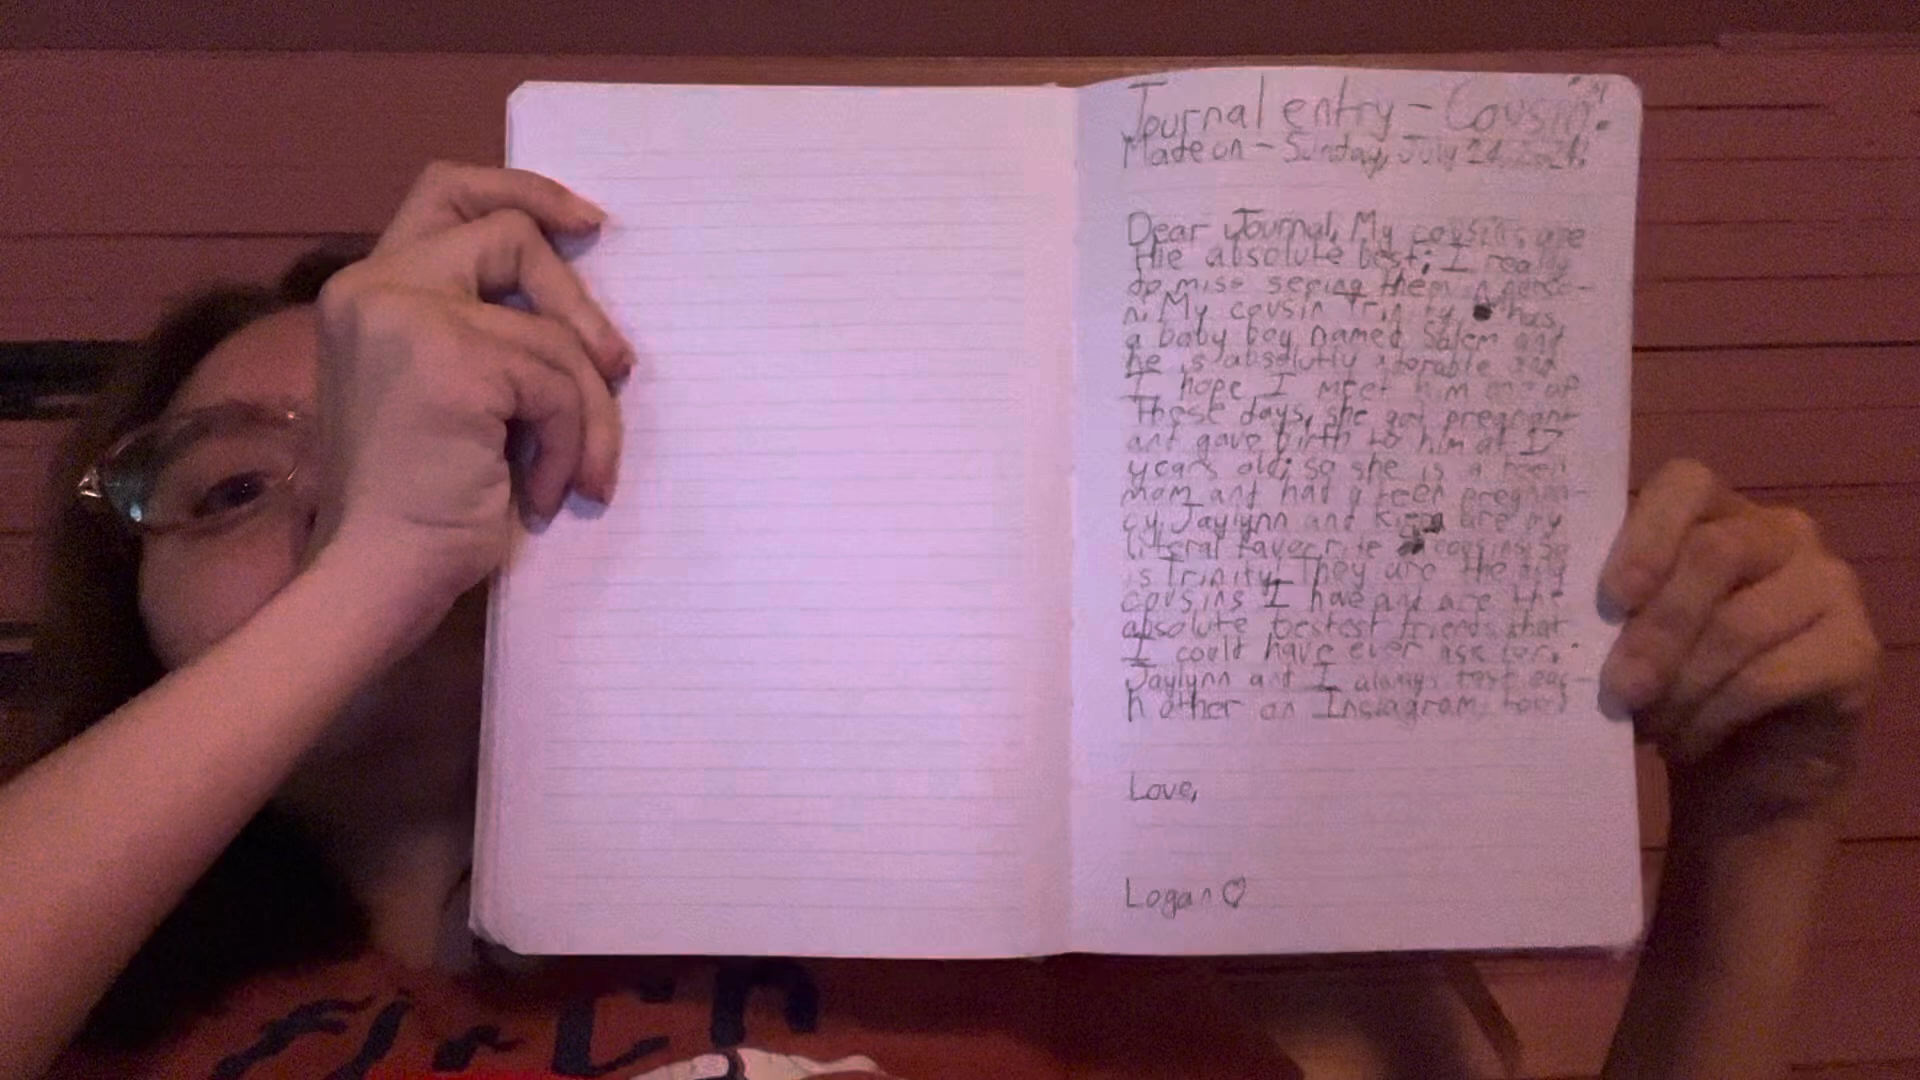 Journal entry - Cousin!
Made on - Sunday, July
Dear Journal, My cousins are
the absolute best; I really
do miss seeing them in perso-
n. My cousin Trinity has
a baby boy named Salem and
he is absolutly adorable and
I hope I meet him one of
these days, she got pregnant
and gave birth to him at 17
years old; so she is a teen
mom and had a teen pregnan-
cy. Jaylynn and are my
literal favorite cousins so
is Trinity! They are the only
cousins I have and are the
absolute bestest friends that
I could have ever ask for.
Jaylynn and I always text eac-
h other on Instagram, too!
Love,
Logan ♡